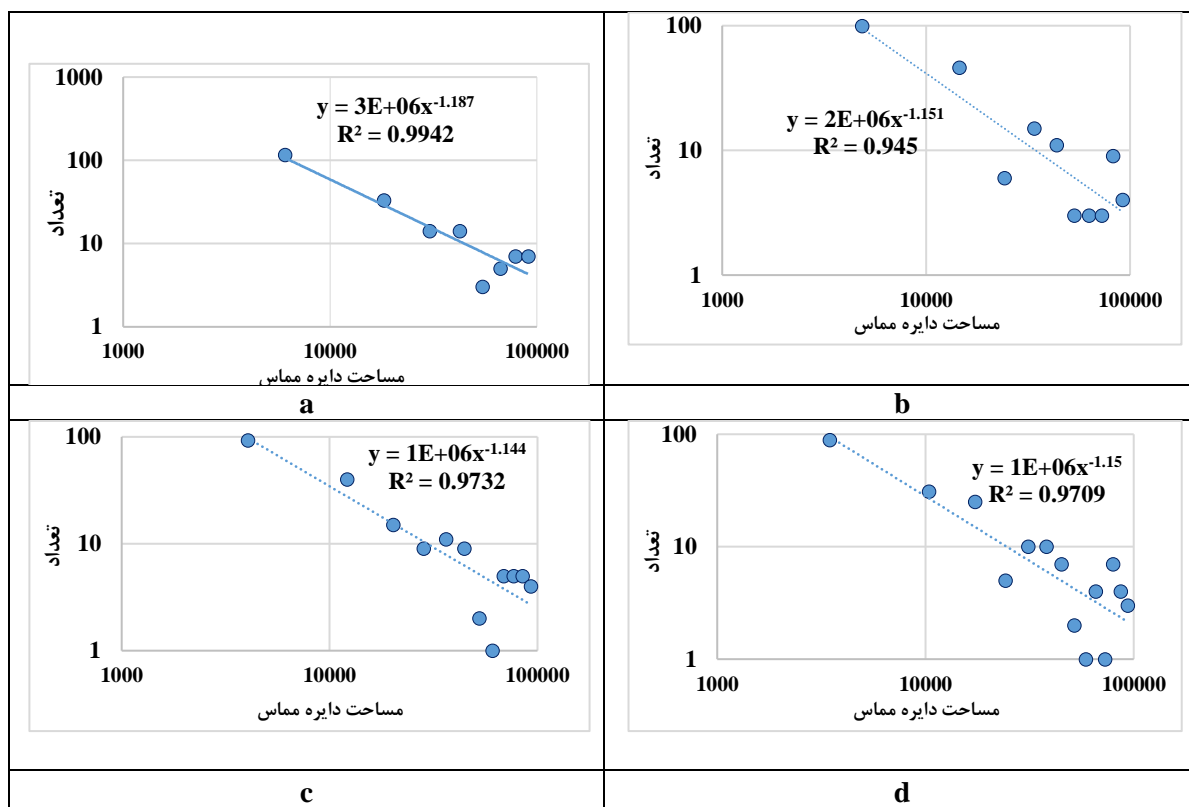 1000
100
10
1
تعداد
y = 3E+06x^-1.187
R² = 0.9942
1000 10000 100000
مساحت دایره مماس
a
100
10
1
تعداد
y = 2E+06x^-1.151
R² = 0.945
1000 10000 100000
مساحت دایره مماس
b
100
10
1
تعداد
y = 1E+06x^-1.144
R² = 0.9732
1000 10000 100000
مساحت دایره مماس
c
100
10
1
تعداد
y = 1E+06x^-1.15
R² = 0.9709
1000 10000 100000
مساحت دایره مماس
d